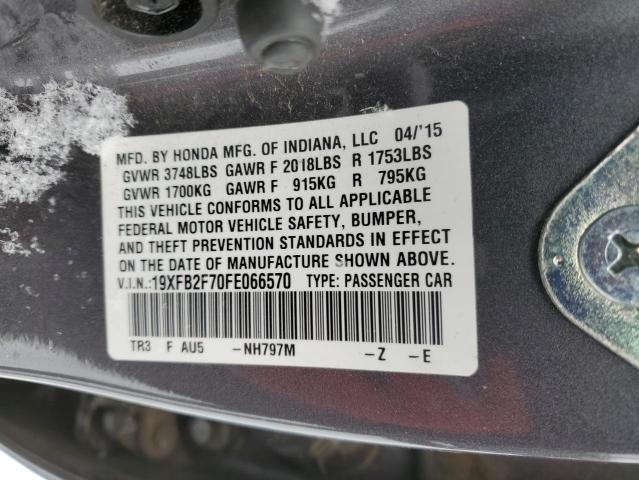 MFD. BY HONDA MFG. OF INDIANA, LLC 04/'15
GVWR 3748LBS GAWR F 2018LBS R 1753LBS
GVWR 1700KG GAWR F 915KG R 795KG
THIS VEHICLE CONFORMS TO ALL APPLICABLE
FEDERAL MOTOR VEHICLE SAFETY, BUMPER,
AND THEFT PREVENTION STANDARDS IN EFFECT
ON THE DATE OF MANUFACTURE SHOWN ABOVE.
V.I.N.:19XFB2F70FE066570 TYPE: PASSENGER CAR
TR3 F AU5 -NH797M -Z -E